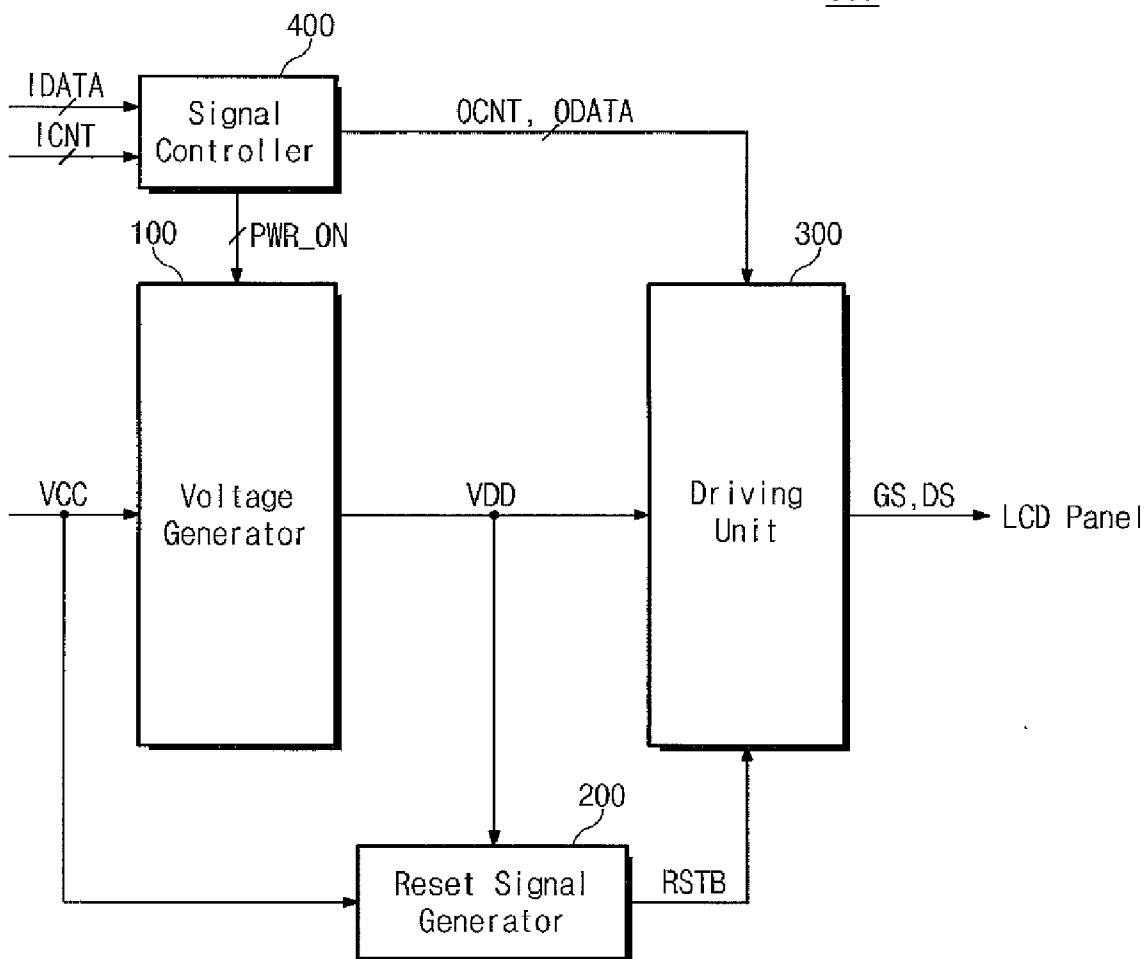 400
IDATA
ICNT
Signal
Controller
OCNT, ODATA
100
PWR_ON
300
VCC
Voltage
Generator
VDD
Driving
Unit
GS,DS
LCD Panel
200
Reset Signal
Generator
RSTB